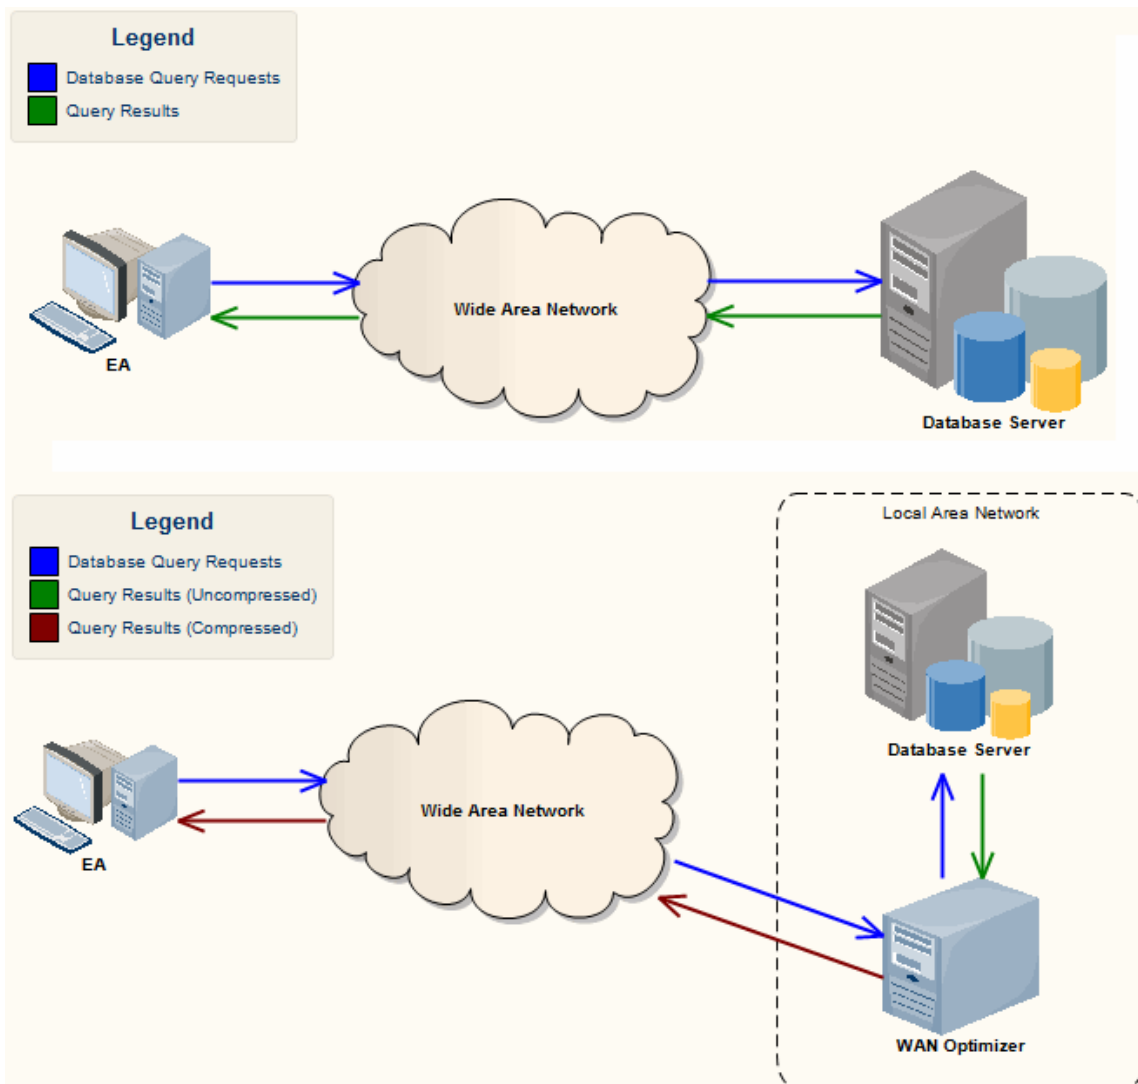 Legend
Database Query Requests
Query Results
Wide Area Network
EA
Database Server
Legend
Database Query Requests
Query Results (Uncompressed)
Query Results (Compressed)
Local Area Network
Database Server
Wide Area Network
EA
WAN Optimizer